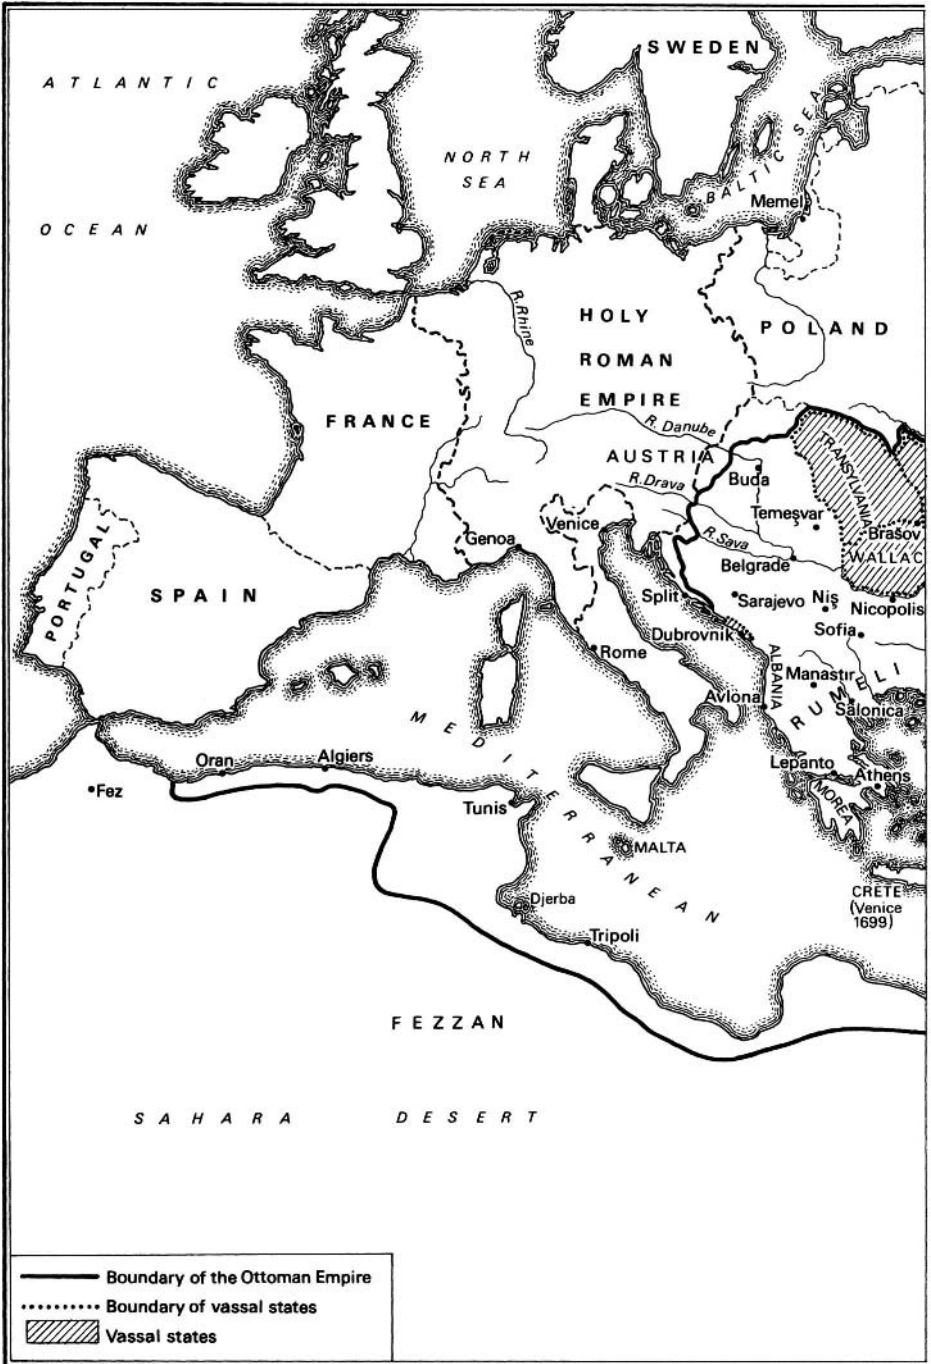 SWEDEN
ATLANTIC
NORTH
SEA
BALTIC SEA
Memel
OCEAN
R. Rhine
HOLY
ROMAN
EMPIRE
POLAND
FRANCE
R. Danube
AUSTRIA
TRANSYLVANIA
Buda
R. Drava
Temeşvar
Venice
Genoa
R. Sava
Braşov
WALLAC
Belgrade
PORTUGAL
SPAIN
Split
Sarajevo
Niş
Nicopolis
Dubrovnik
Sofia
Rome
ALBANIA
Manastır
RUMELI
Avlona
Salonica
MEDITERRANEAN
Oran
Algiers
Lepanto
Athens
Fez
Tunis
MOREA
MALTA
Djerba
CRETE
(Venice
1699)
Tripoli
FEZZAN
SAHARA DESERT
Boundary of the Ottoman Empire
Boundary of vassal states
Vassal states